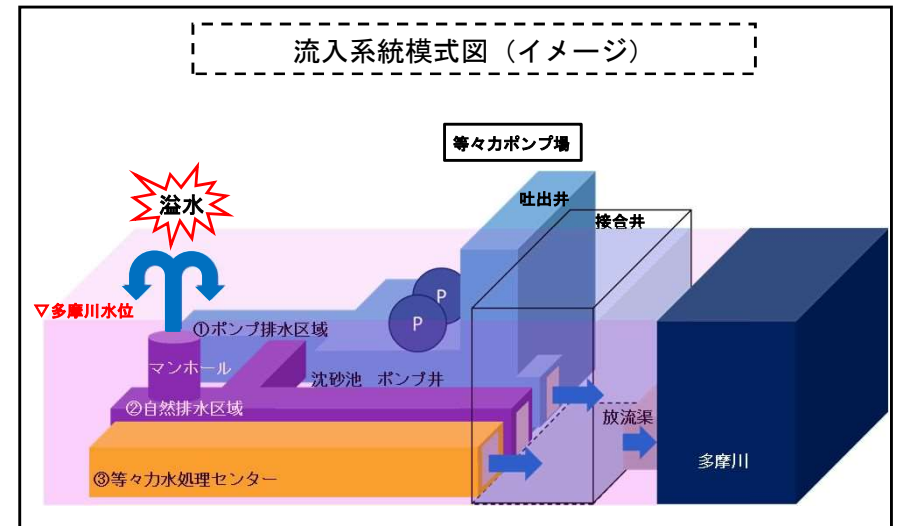 流入系統模式図（イメージ）
等々力ポンプ場
溢水
吐出井
接合井
▽多摩川水位
P
P
①ポンプ排水区域
マンホール
沈砂池 ポンプ井
②自然排水区域
放流渠
多摩川
③等々力水処理センター